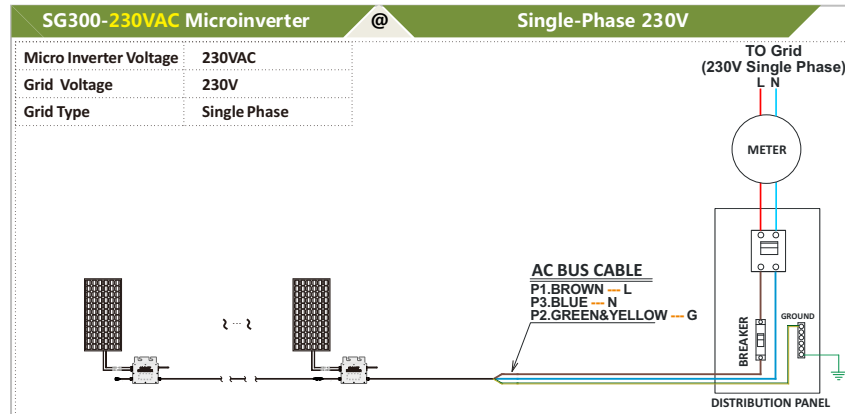 SG300-230VAC Microinverter @ Single-Phase 230V
Micro Inverter Voltage 230VAC
Grid Voltage 230V
Grid Type Single Phase
TO Grid
(230V Single Phase)
L N
METER
AC BUS CABLE
P1.BROWN --- L
P3.BLUE --- N
P2.GREEN&YELLOW --- G
BREAKER
GROUND
DISTRIBUTION PANEL